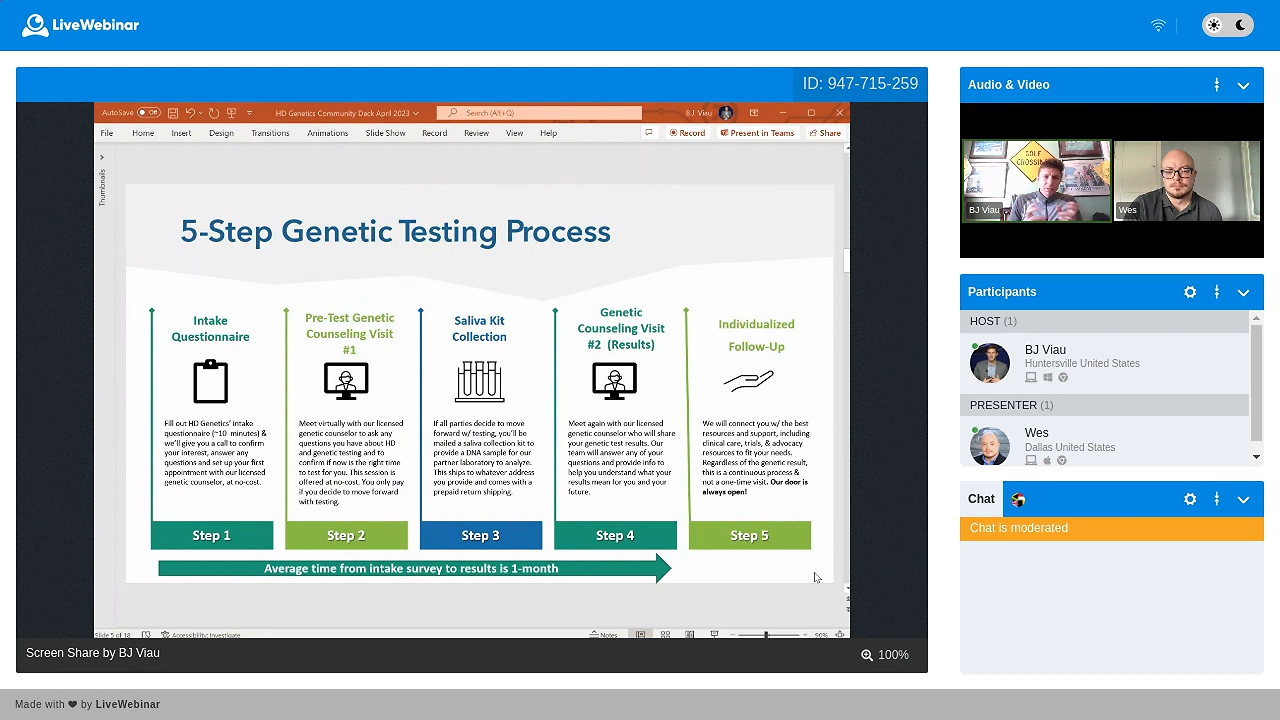 LiveWebinar
ID: 947-715-259
AutoSave Off
HD Genetics Community Deck April 2023
Search (Alt+Q)
BJ Viau
File Home Insert Design Transitions Animations Slide Show Record Review View Help
Record Present in Teams Share
Thumbnails
5-Step Genetic Testing Process
Intake
Questionnaire
Fill out HD Genetics' intake
questionnaire (~10 minutes) &
we'll give you a call to confirm
your interest, answer any
questions and set up your first
appointment with our licensed
genetic counselor, at no-cost.
Step 1
Pre-Test Genetic
Counseling Visit
#1
Meet virtually with our licensed
genetic counselor to ask any
questions you have about HD
and genetic testing and to
confirm if now is the right time
to test for you. This session is
offered at no-cost. You only pay
if you decide to move forward
with testing.
Step 2
Saliva Kit
Collection
If all parties decide to move
forward w/ testing, you'll be
mailed a saliva collection kit to
provide a DNA sample for our
partner laboratory to analyze.
This ships to whatever address
you provide and comes with a
prepaid return shipping.
Step 3
Genetic
Counseling Visit
#2 (Results)
Meet again with our licensed
genetic counselor who will share
your genetic test results. Our
team will answer any of your
questions and provide info to
help you understand what your
results mean for you and your
future.
Step 4
Individualized
Follow-Up
We will connect you w/ the best
resources and support, including
clinical care, trials, & advocacy
resources to fit your needs.
Regardless of the genetic result,
this is a continuous process &
not a one-time visit. Our door is
always open!
Step 5
Average time from intake survey to results is 1-month
Slide 5 of 18 Accessibility: Investigate
Notes
90%
Screen Share by BJ Viau
100%
Audio & Video
GOLF
CROSSING
BJ Viau
Wes
Participants
HOST (1)
BJ Viau
Huntersville United States
PRESENTER (1)
Wes
Dallas United States
Chat
Chat is moderated
Made with by LiveWebinar